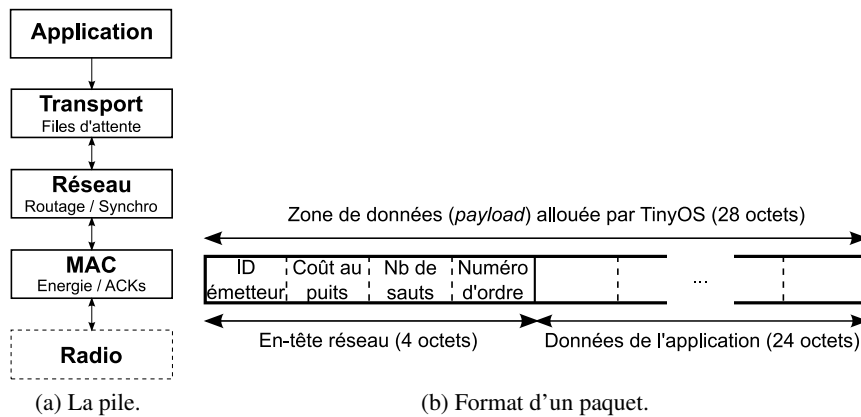 Application
Transport
Files d'attente
Réseau
Routage / Synchro
MAC
Energie / ACKs
Radio
(a) La pile.
Zone de données (payload) allouée par TinyOS (28 octets)
ID Coût au Nb de Numéro
émetteur puits sauts d'ordre ...
En-tête réseau (4 octets) Données de l'application (24 octets)
(b) Format d'un paquet.